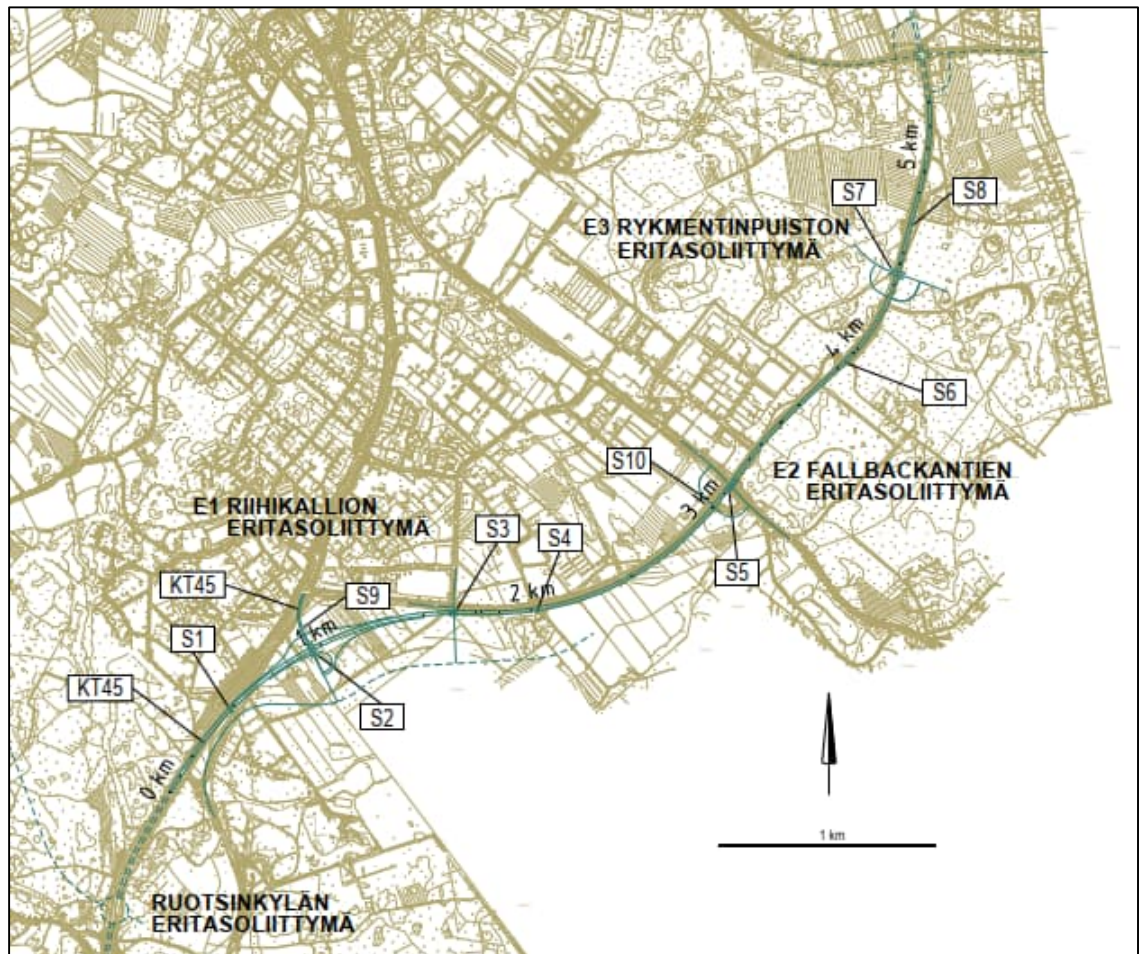 5 km
S7
S8
E3 RYKMENTINPUISTON
ERITASOLIITTYMÄ
4 km
S6
S10
E2 FALLBACKANTIEN
ERITASOLIITTYMÄ
3 km
E1 RIIHIKALLION
ERITASOLIITTYMÄ
S3
S4
S5
KT45
S9
2 km
1 km
S1
KT45
S2
0 km
1 km
RUOTSINKYLÄN
ERITASOLIITTYMÄ